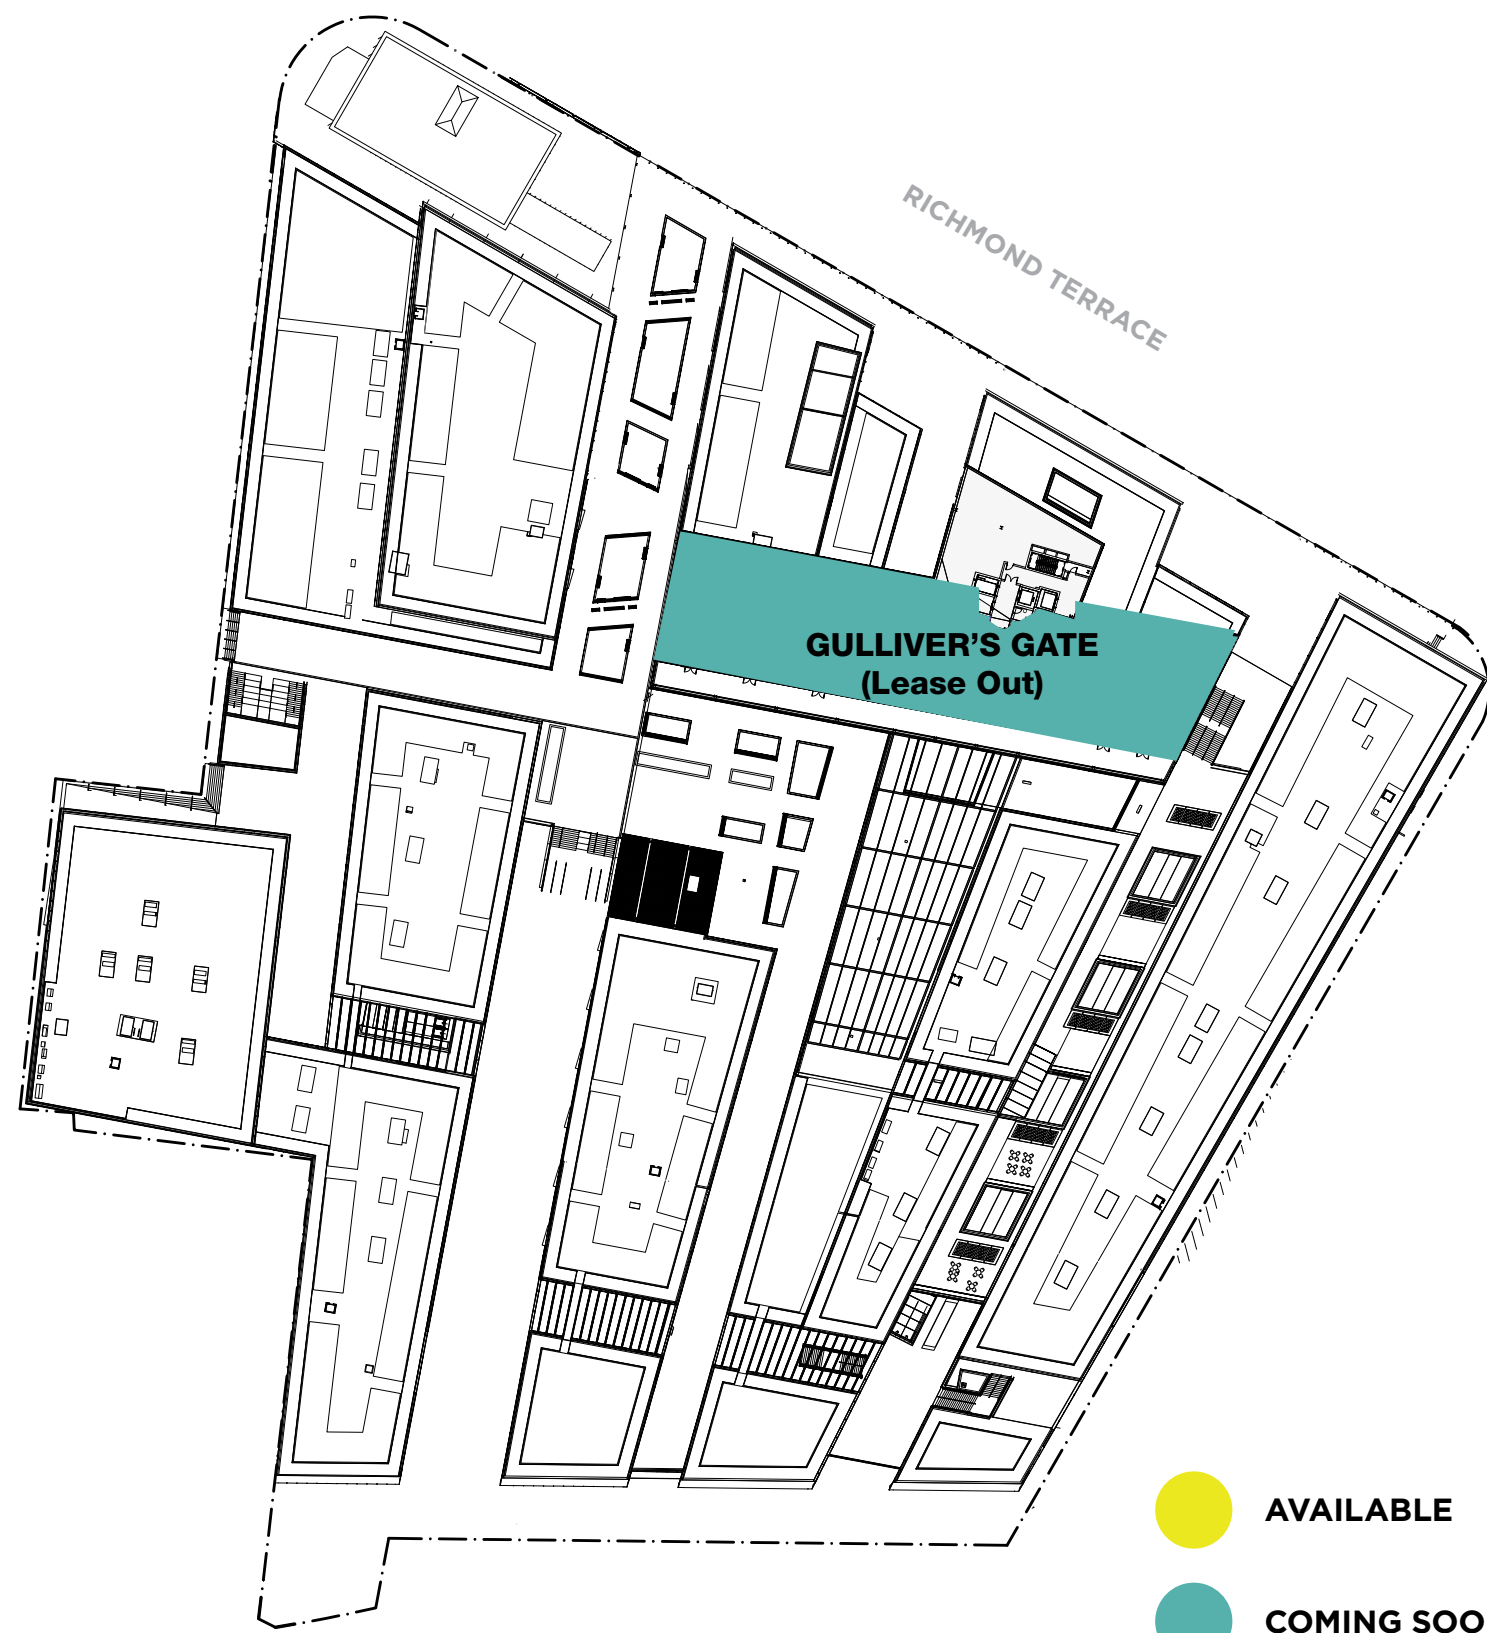 RICHMOND TERRACE
GULLIVER'S GATE
(Lease Out)
AVAILABLE
COMING SOO